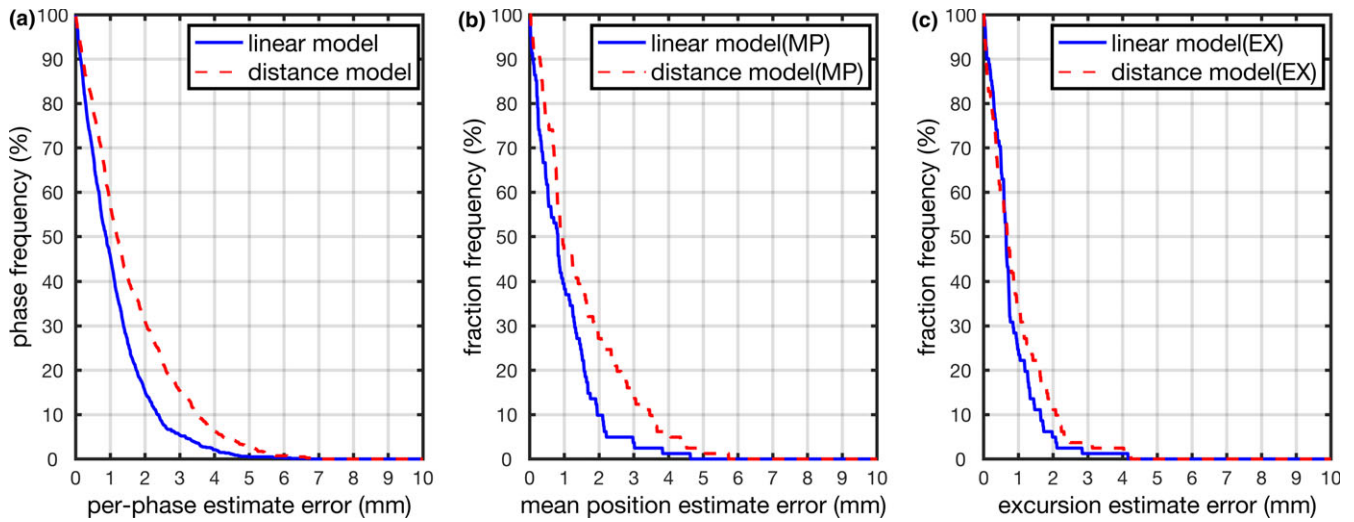 (a)
linear model
distance model
phase frequency (%)
100
90
80
70
60
50
40
30
20
10
0
0 1 2 3 4 5 6 7 8 9 10
per-phase estimate error (mm)
(b)
linear model(MP)
distance model(MP)
fraction frequency (%)
100
90
80
70
60
50
40
30
20
10
0
0 1 2 3 4 5 6 7 8 9 10
mean position estimate error (mm)
(c)
linear model(EX)
distance model(EX)
fraction frequency (%)
100
90
80
70
60
50
40
30
20
10
0
0 1 2 3 4 5 6 7 8 9 10
excursion estimate error (mm)